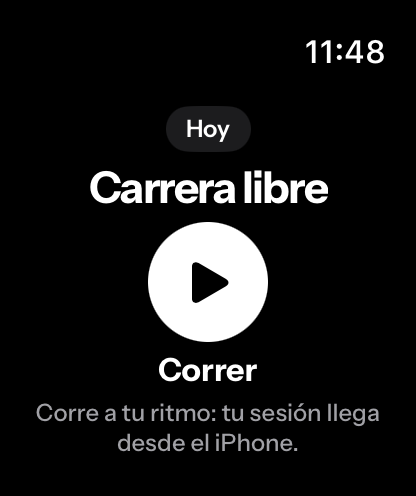 11:48
Hoy
Carrera libre
Correr
Corre a tu ritmo: tu sesión llega
desde el iPhone.